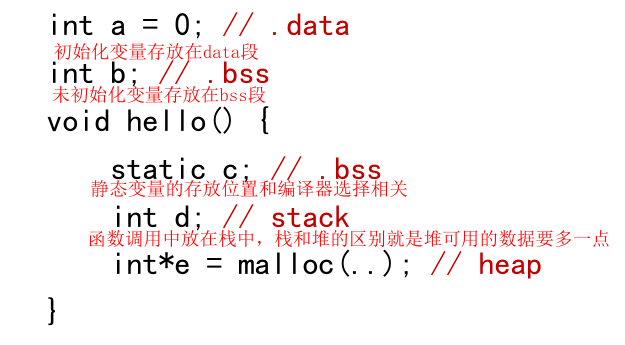 int a = 0; // .data
初始化变量存放在data段
int b; // .bss
未初始化变量存放在bss段
void hello() {
static c; // .bss
静态变量的存放位置和编译器选择相关
int d; // stack
函数调用中放在栈中，栈和堆的区别就是堆可用的数据要多一点
int*e = malloc(..); // heap
}